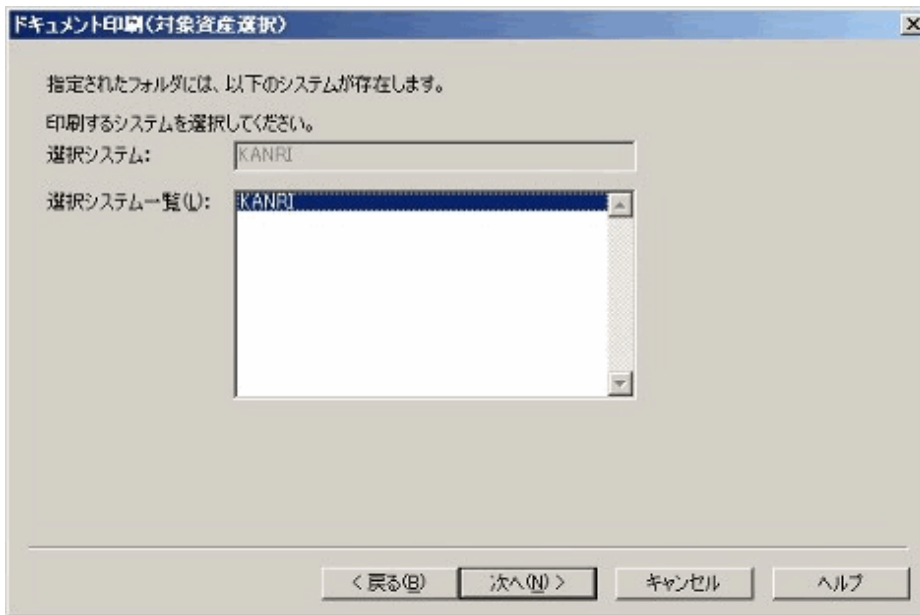 ドキュメント印刷(対象資産選択)
指定されたフォルダには、以下のシステムが存在します。
印刷するシステムを選択してください。
選択システム: KANRI
選択システム一覧(L): KANRI
< 戻る(B) 次へ(N) > キャンセル ヘルプ